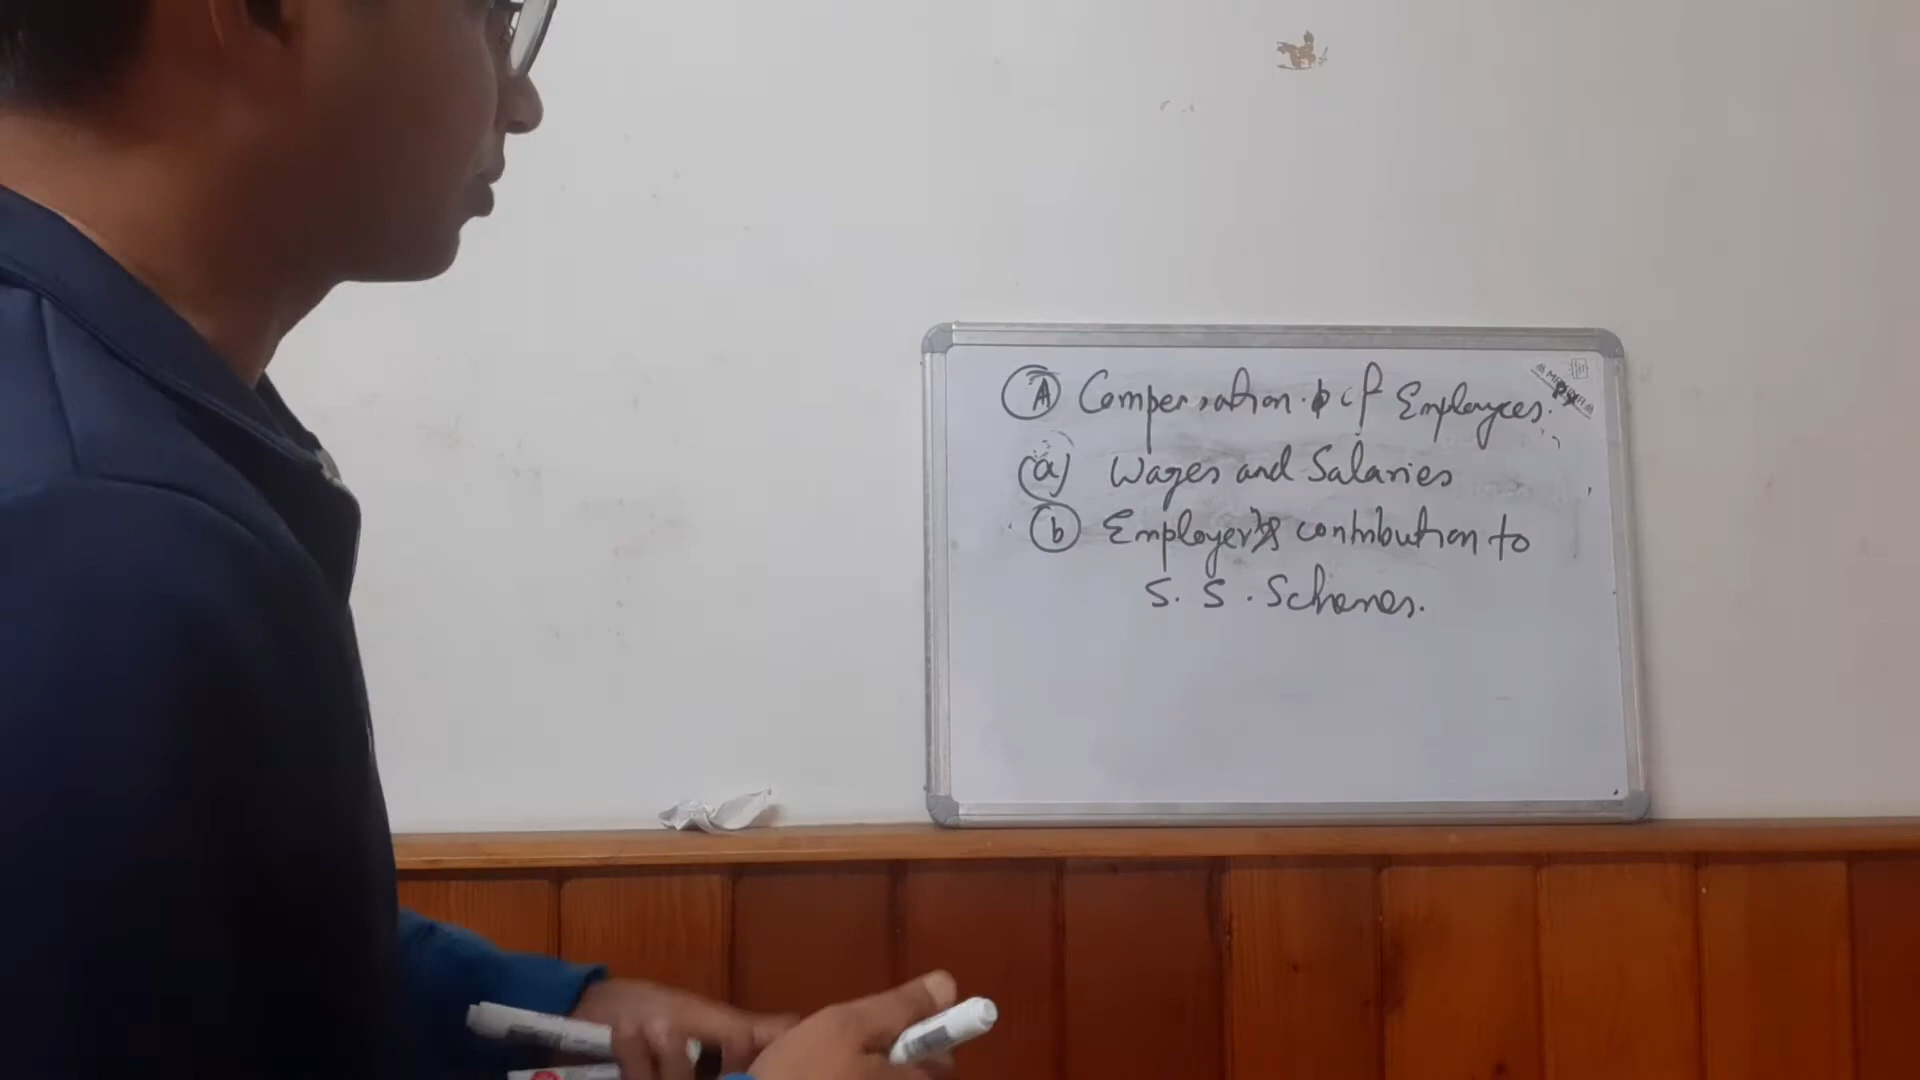 A Compensation of Employees.
(a) Wages and Salaries
b Employer's contribution to
S. S. Schemes.